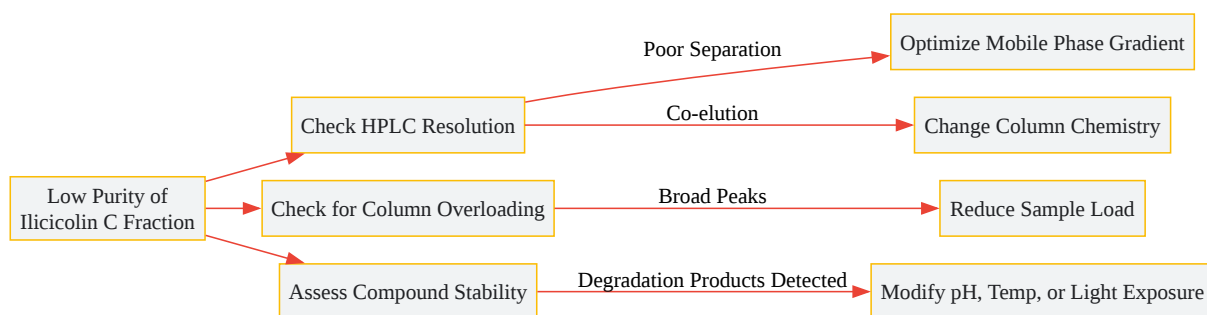 Low Purity of
Ilicicolin C Fraction
Check HPLC Resolution
Poor Separation
Optimize Mobile Phase Gradient
Co-elution
Change Column Chemistry
Check for Column Overloading
Broad Peaks
Reduce Sample Load
Assess Compound Stability
Degradation Products Detected
Modify pH, Temp, or Light Exposure